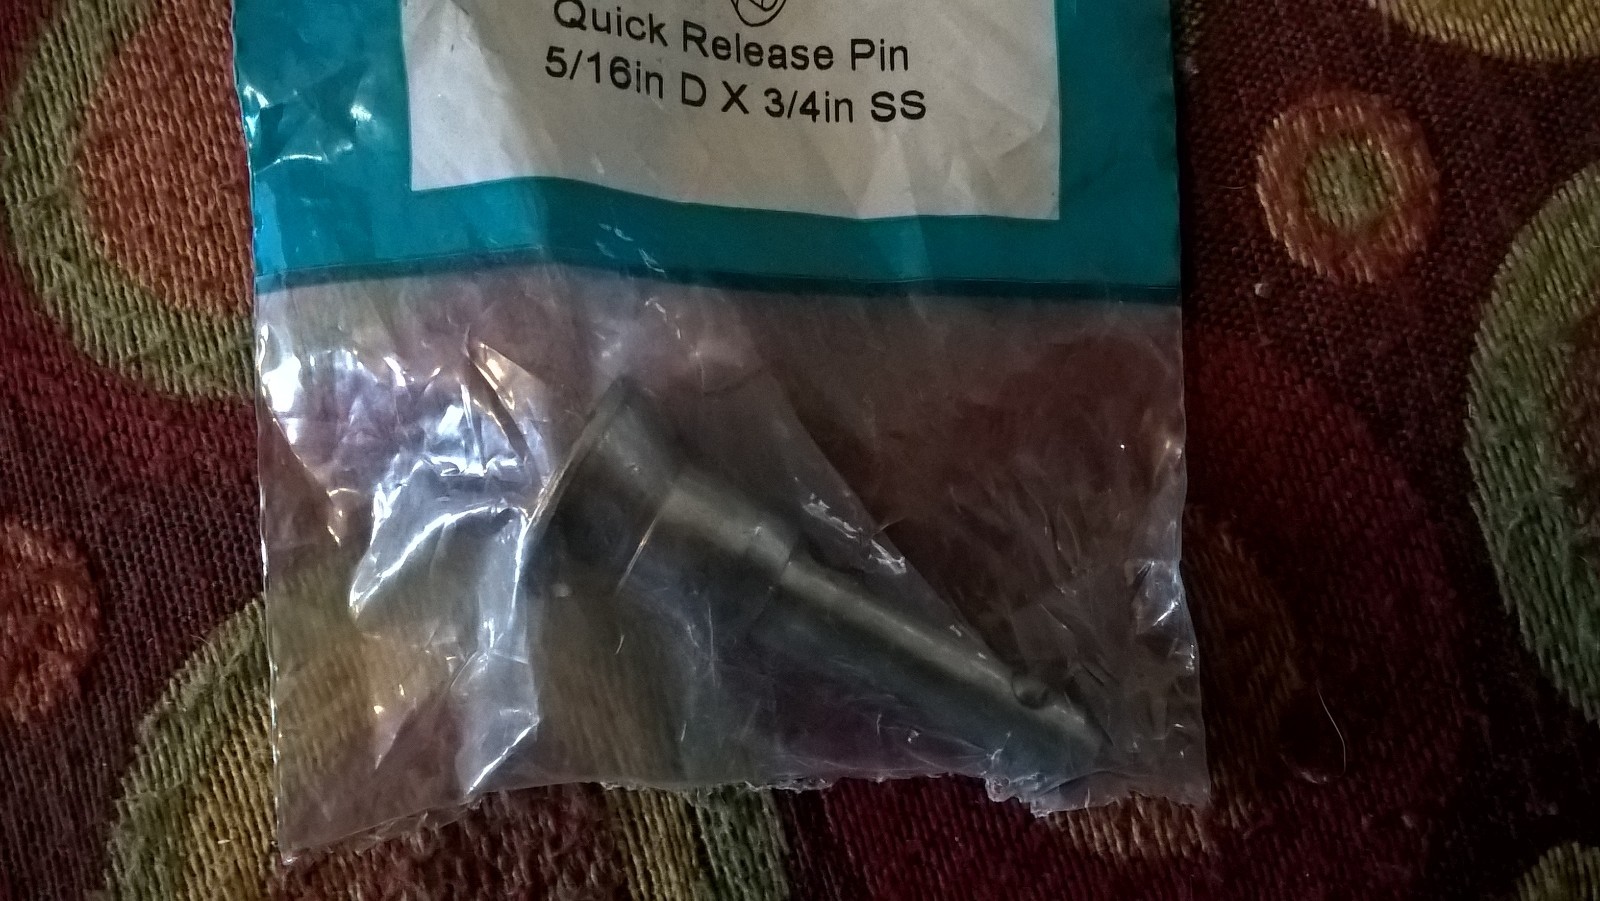 Quick Release Pin
5/16in D X 3/4in SS